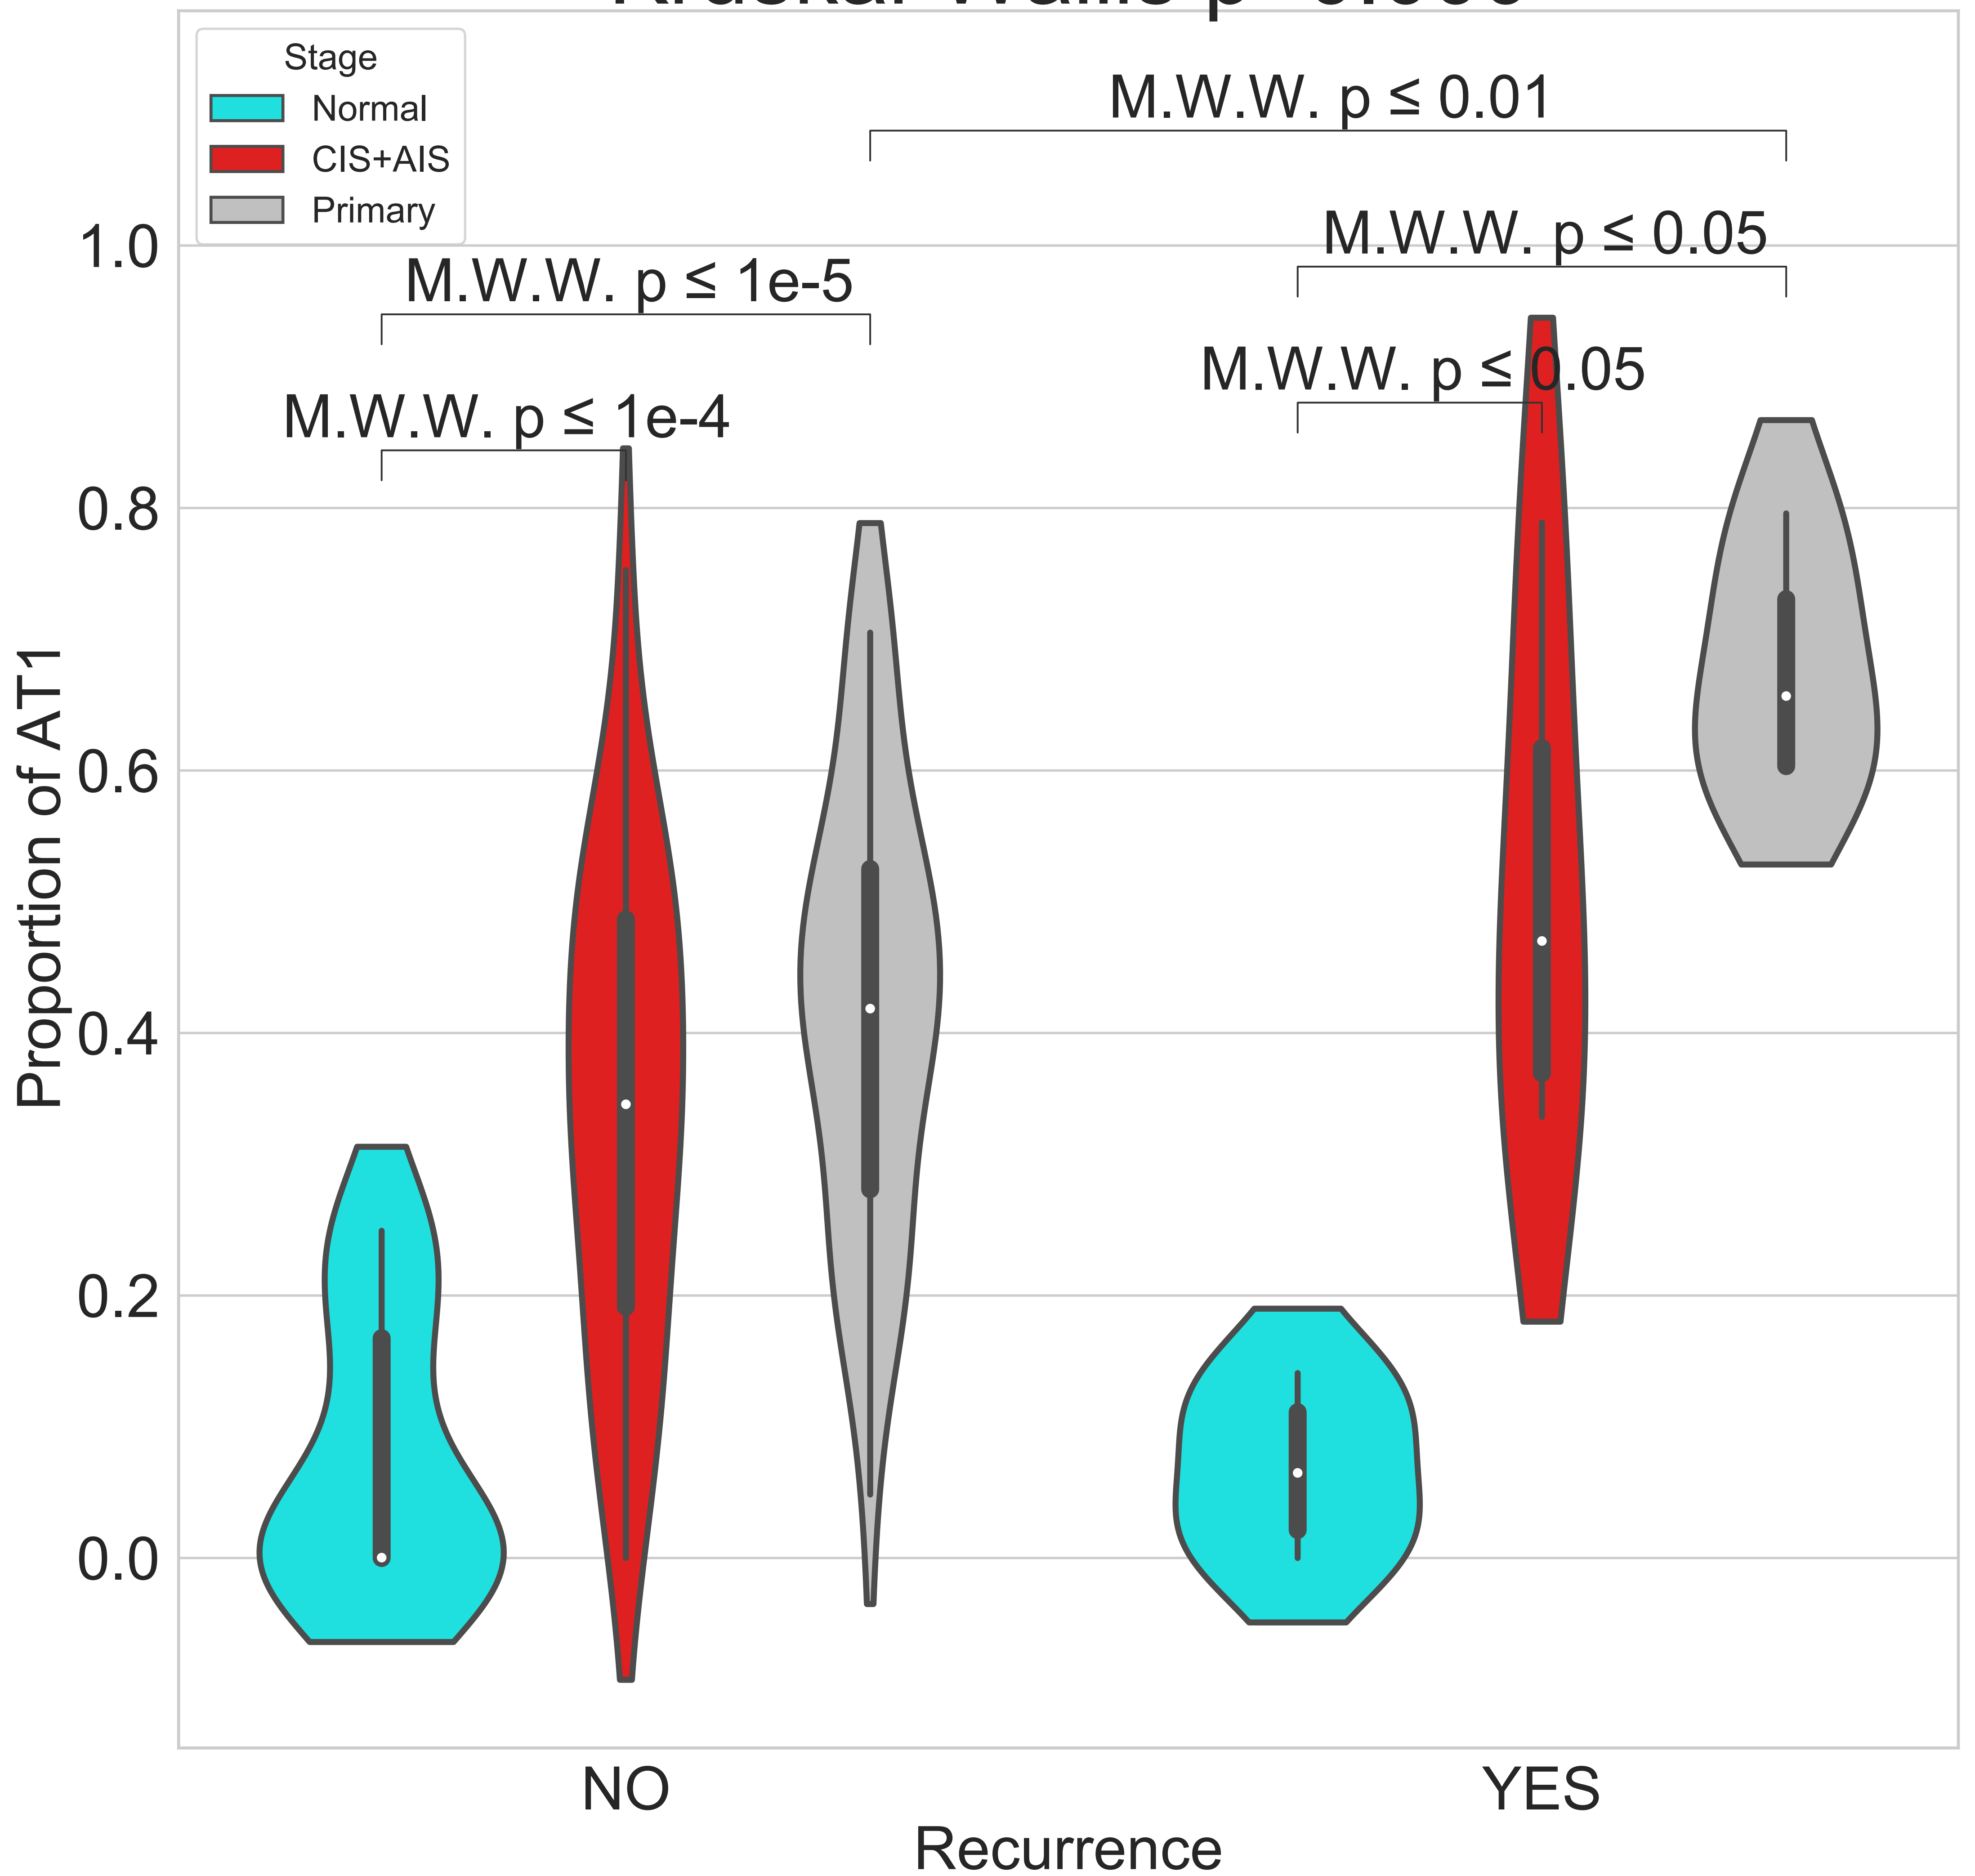 Stage
Normal
CIS+AIS
Primary
M.W.W. p ≤ 0.01
M.W.W. p ≤ 0.05
M.W.W. p ≤ 1e-5
M.W.W. p ≤ 0.05
M.W.W. p ≤ 1e-4
1.0
0.8
0.6
0.4
0.2
0.0
Proportion of AT1
NO
YES
Recurrence